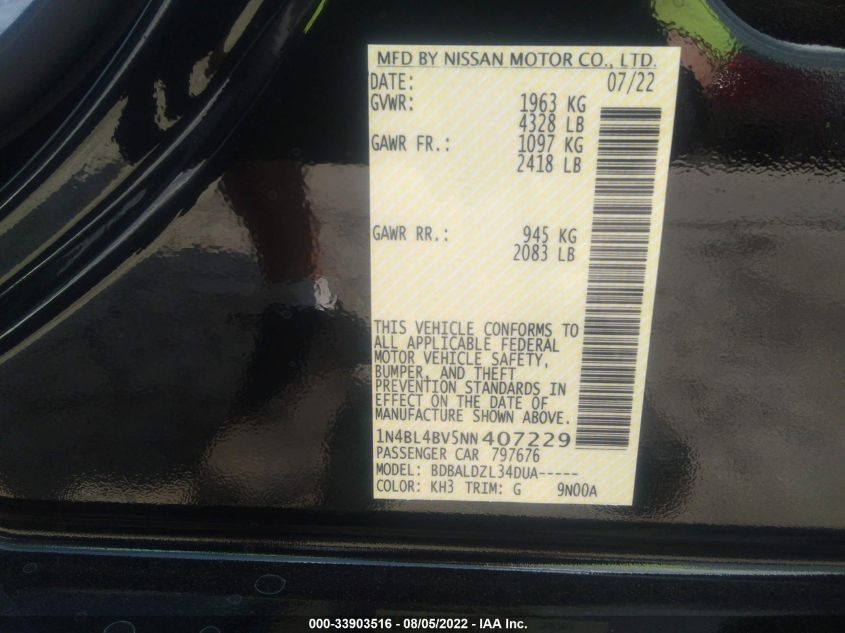 MFD BY NISSAN MOTOR CO., LTD.
DATE: 07/22
GVWR: 1963 KG
4328 LB
GAWR FR.: 1097 KG
2418 LB
GAWR RR.: 945 KG
2083 LB
THIS VEHICLE CONFORMS TO
ALL APPLICABLE FEDERAL
MOTOR VEHICLE SAFETY,
BUMPER, AND THEFT
PREVENTION STANDARDS IN
EFFECT ON THE DATE OF
MANUFACTURE SHOWN ABOVE.
1N4BL4BV5NN407229
PASSENGER CAR 797676
MODEL: BDBALDZL34DUA-----
COLOR: KH3 TRIM: G 9N00A
000-33903516 - 08/05/2022 - IAA Inc.